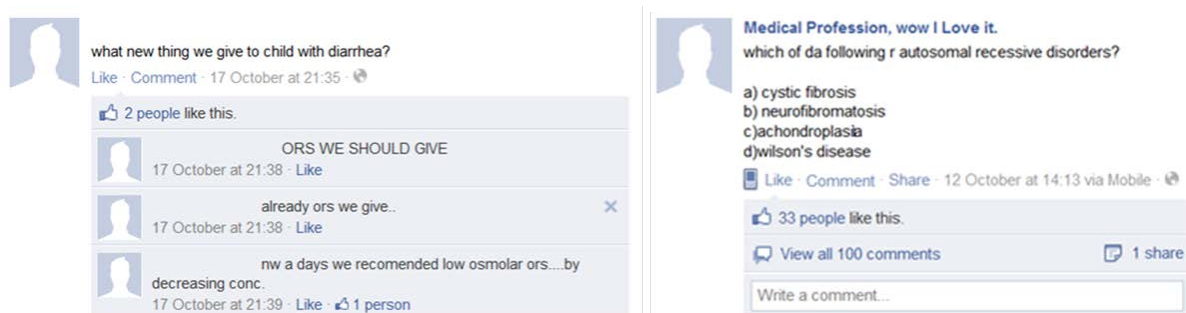 what new thing we give to child with diarrhea?
Like · Comment · 17 October at 21:35 ·
2 people like this.
ORS WE SHOULD GIVE
17 October at 21:38 · Like
already ors we give..
17 October at 21:38 · Like
nw a days we recomended low osmolar ors....by
decreasing conc.
17 October at 21:39 · Like · 1 person
Medical Profession, wow I Love it.
which of da following r autosomal recessive disorders?
a) cystic fibrosis
b) neurofibromatosis
c)achondroplasia
d)wilson's disease
Like · Comment · Share · 12 October at 14:13 via Mobile ·
33 people like this.
View all 100 comments
1 share
Write a comment...